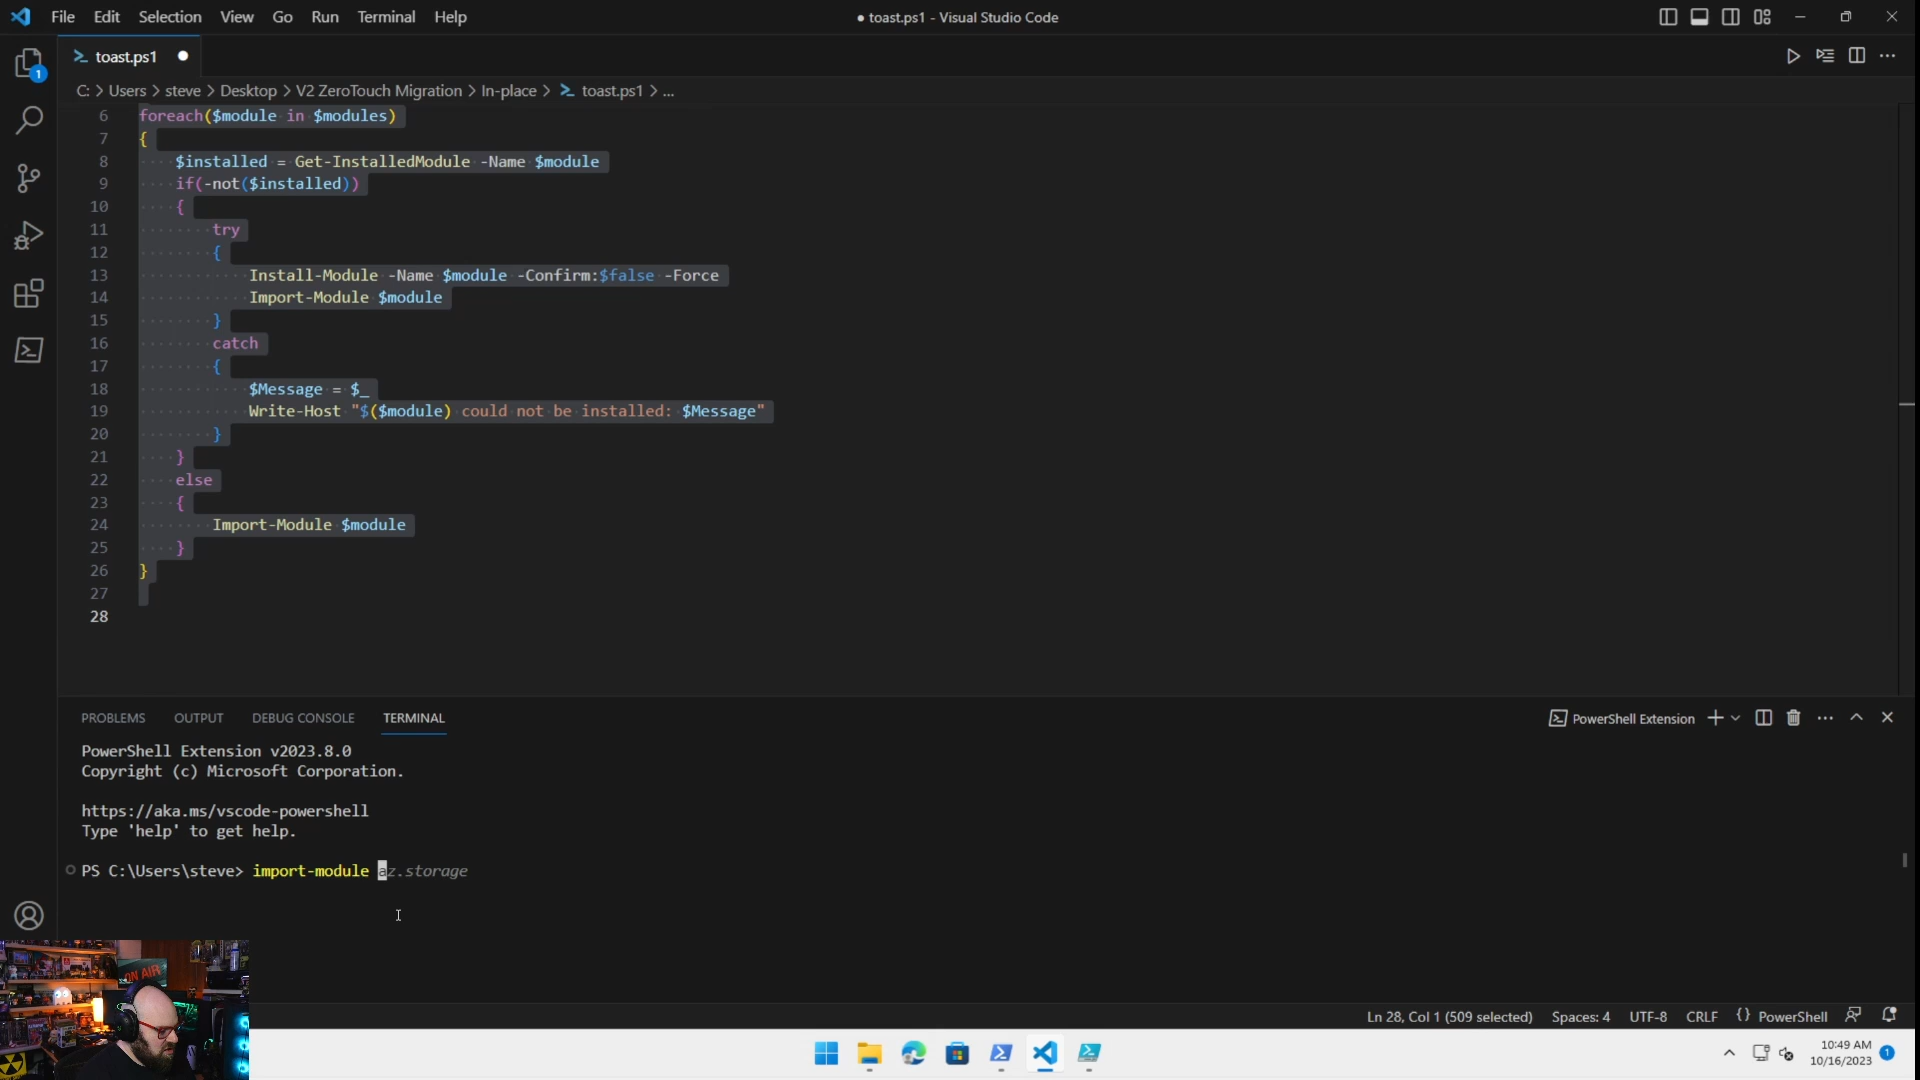 File Edit Selection View Go Run Terminal Help
● toast.ps1 - Visual Studio Code
toast.ps1
C: > Users > steve > Desktop > V2 ZeroTouch Migration > In-place > toast.ps1 > ...
6 foreach($module in $modules)
7 {
8 $installed = Get-InstalledModule -Name $module
9 if(-not($installed))
10 {
11 try
12 {
13 Install-Module -Name $module -Confirm:$false -Force
14 Import-Module $module
15 }
16 catch
17 {
18 $Message = $_
19 Write-Host "$($module) could not be installed: $Message"
20 }
21 }
22 else
23 {
24 Import-Module $module
25 }
26 }
27
28
PROBLEMS OUTPUT DEBUG CONSOLE TERMINAL
PowerShell Extension
PowerShell Extension v2023.8.0
Copyright (c) Microsoft Corporation.
https://aka.ms/vscode-powershell
Type 'help' to get help.
PS C:\Users\steve> import-module az.storage
ON AIR
Ln 28, Col 1 (509 selected) Spaces: 4 UTF-8 CRLF {} PowerShell
10:49 AM
10/16/2023
1
1